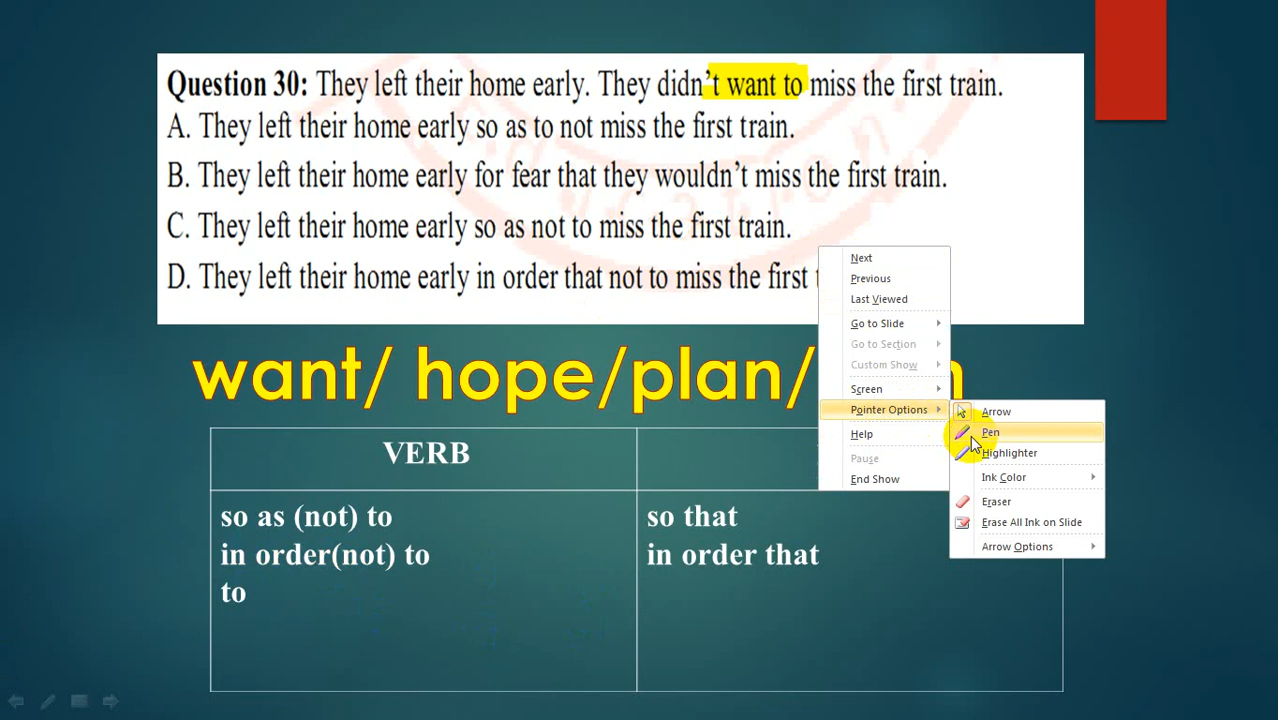 Question 30: They left their home early. They didn't want to miss the first train.
A. They left their home early so as to not miss the first train.
B. They left their home early for fear that they wouldn't miss the first train.
C. They left their home early so as not to miss the first train.
D. They left their home early in order that not to miss the first
want/ hope/plan/
VERB
so as (not) to
in order(not) to
to
so that
in order that
Next
Previous
Last Viewed
Go to Slide
Go to Section
Custom Show
Screen
Pointer Options
Help
Pause
End Show
Arrow
Pen
Highlighter
Ink Color
Eraser
Erase All Ink on Slide
Arrow Options